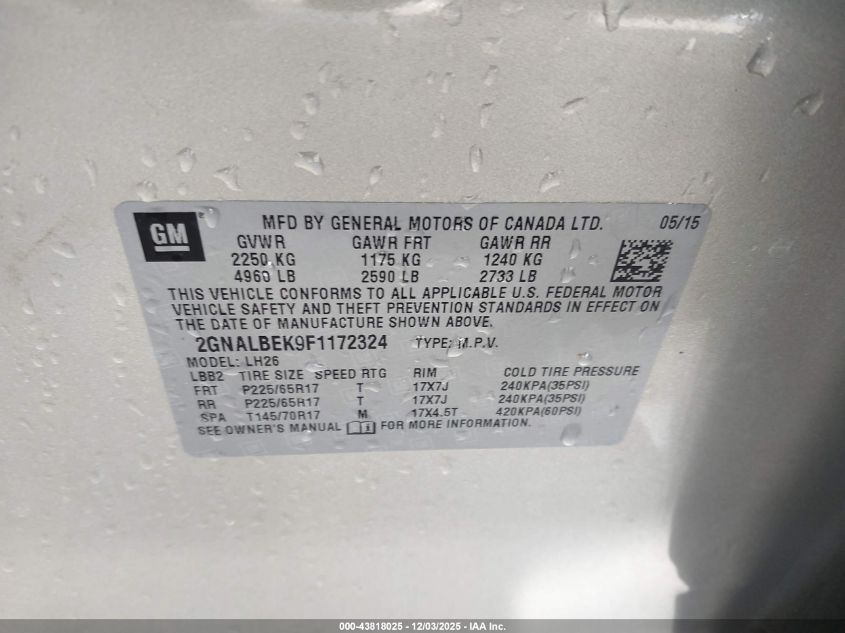 GM®
MFD BY GENERAL MOTORS OF CANADA LTD. 05/15
GVWR GAWR FRT GAWR RR
2250 KG 1175 KG 1240 KG
4960 LB 2590 LB 2733 LB
THIS VEHICLE CONFORMS TO ALL APPLICABLE U.S. FEDERAL MOTOR
VEHICLE SAFETY AND THEFT PREVENTION STANDARDS IN EFFECT ON
THE DATE OF MANUFACTURE SHOWN ABOVE.
2GNALBEK9F1172324 TYPE: M.P.V.
MODEL: LH26
LBB2 TIRE SIZE SPEED RTG RIM COLD TIRE PRESSURE
FRT P225/65R17 T 17X7J 240KPA(35PSI)
RR P225/65R17 T 17X7J 240KPA(35PSI)
SPA T145/70R17 M 17X4.5T 420KPA(60PSI)
SEE OWNER'S MANUAL i FOR MORE INFORMATION.
000-43818025 - 12/03/2025 - IAA Inc.